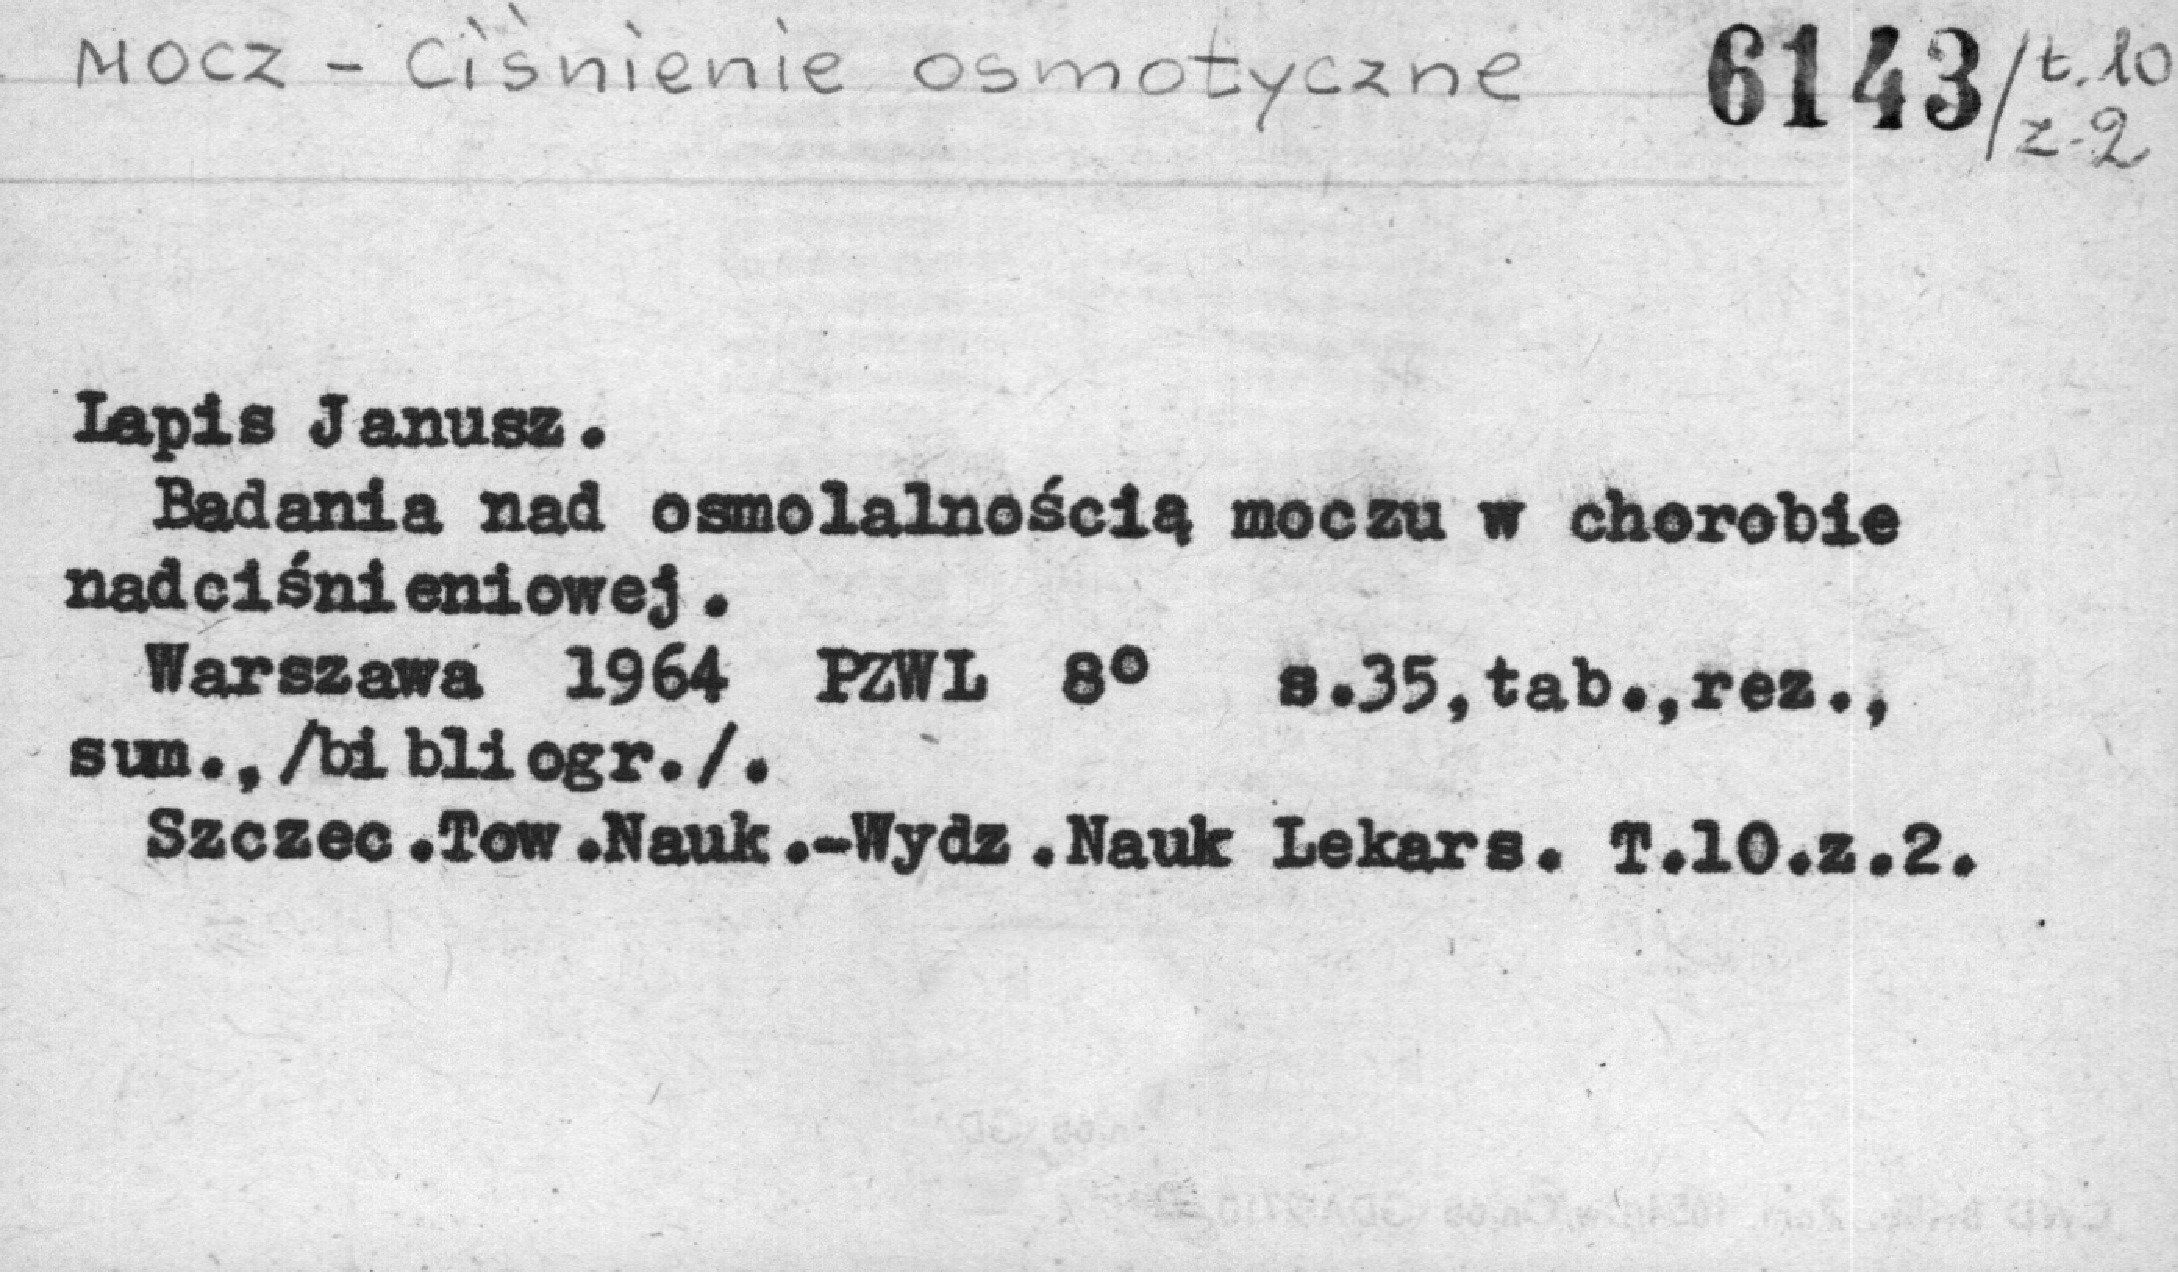 MOCZ - Ciśnienie osmotyczne 6143/t.10 z.2
Lapis Janusz.
Badania nad osmolalnością moczu w chorobie
nadciśnieniowej.
Warszawa 1964 PZWL 8° s.35,tab.,rez.,
sum.,/bibliogr./.
Szczec.Tow.Nauk.-Wydz.Nauk Lekars. T.10.z.2.